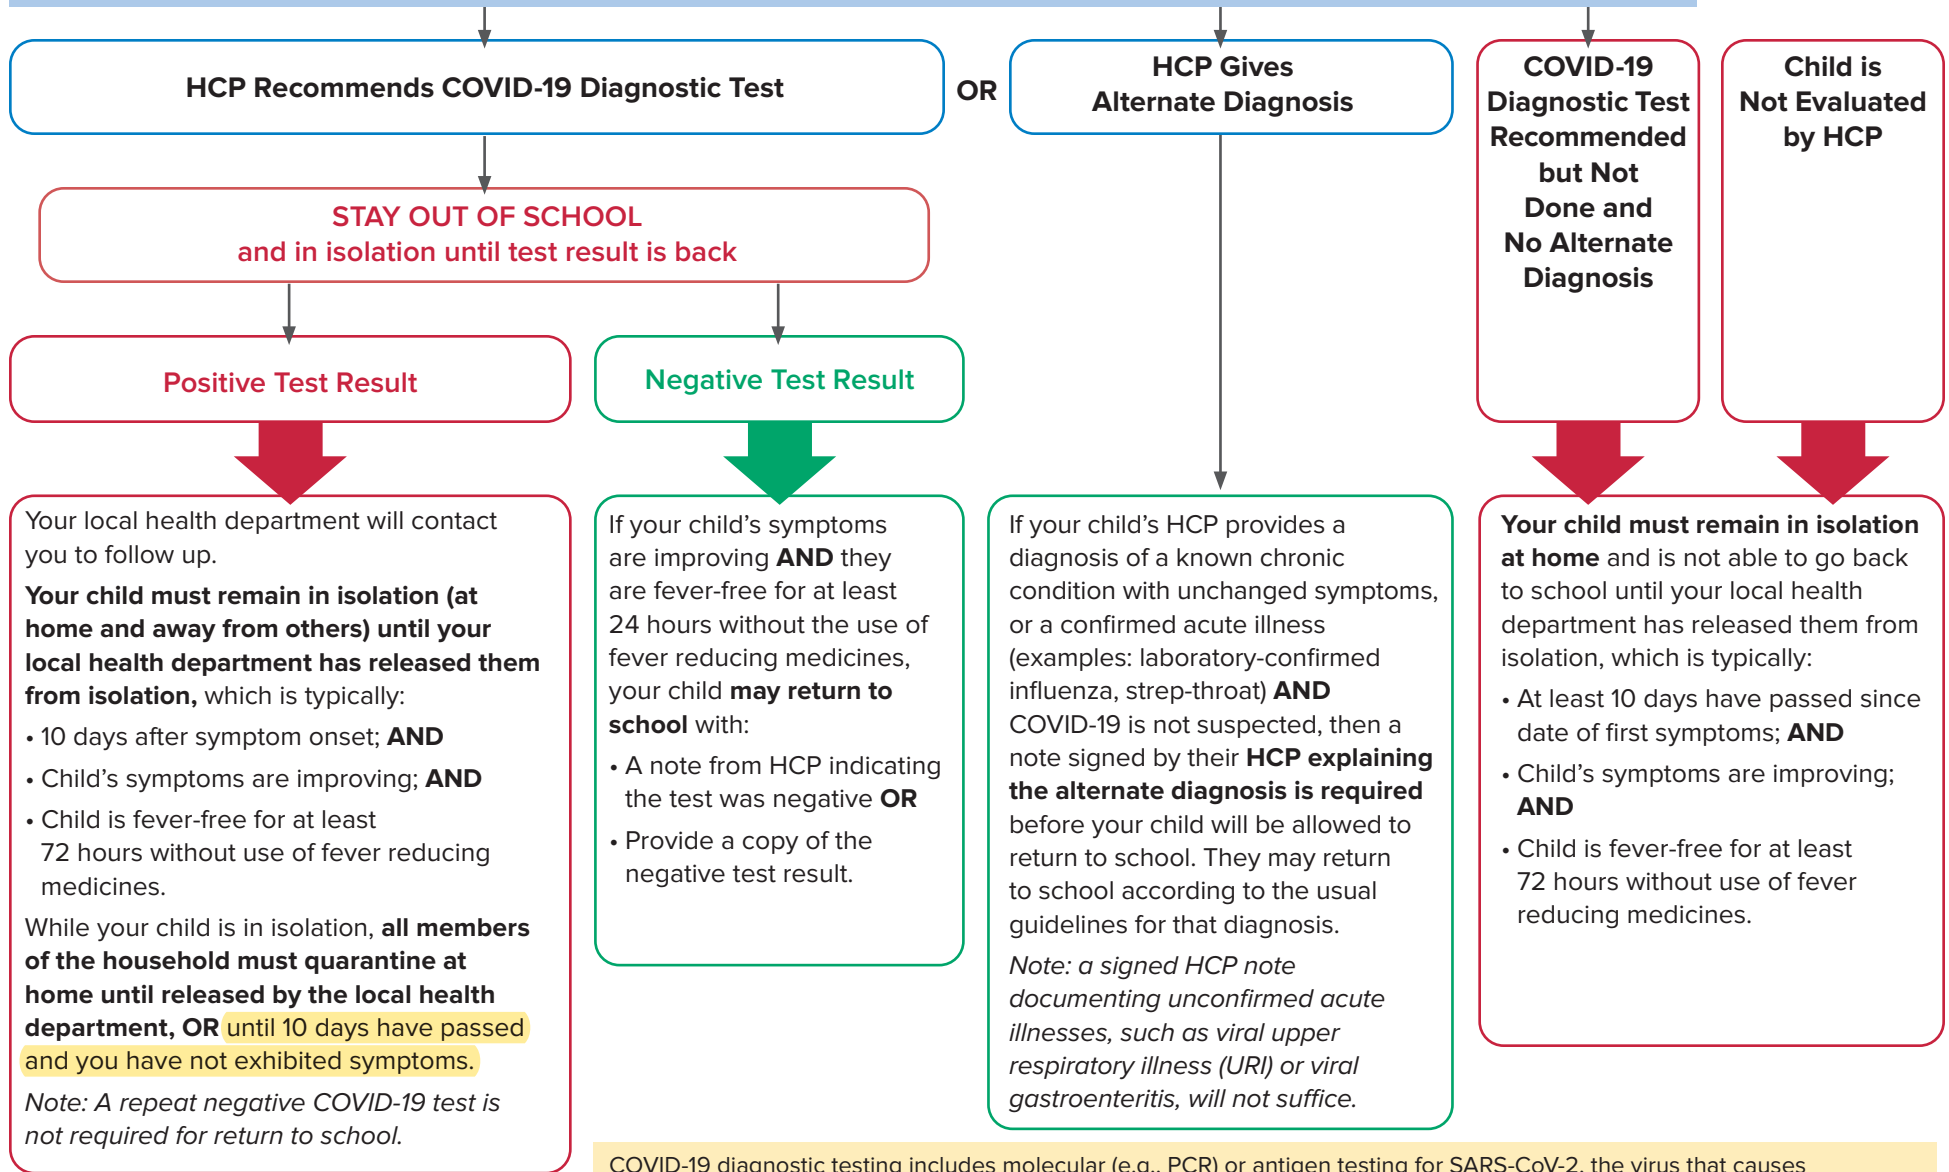 HCP Recommends COVID-19 Diagnostic Test
OR
HCP Gives
Alternate Diagnosis
COVID-19
Diagnostic Test
Recommended
but Not
Done and
No Alternate
Diagnosis
Child is
Not Evaluated
by HCP
STAY OUT OF SCHOOL
and in isolation until test result is back
Positive Test Result
Negative Test Result
Your local health department will contact
you to follow up.
Your child must remain in isolation (at
home and away from others) until your
local health department has released them
from isolation, which is typically:
• 10 days after symptom onset; AND
• Child's symptoms are improving; AND
• Child is fever-free for at least
72 hours without use of fever reducing
medicines.
While your child is in isolation, all members
of the household must quarantine at
home until released by the local health
department, OR until 10 days have passed
and you have not exhibited symptoms.
Note: A repeat negative COVID-19 test is
not required for return to school.
If your child's symptoms
are improving AND they
are fever-free for at least
24 hours without the use of
fever reducing medicines,
your child may return to
school with:
• A note from HCP indicating
the test was negative OR
• Provide a copy of the
negative test result.
If your child's HCP provides a
diagnosis of a known chronic
condition with unchanged symptoms,
or a confirmed acute illness
(examples: laboratory-confirmed
influenza, strep-throat) AND
COVID-19 is not suspected, then a
note signed by their HCP explaining
the alternate diagnosis is required
before your child will be allowed to
return to school. They may return
to school according to the usual
guidelines for that diagnosis.
Note: a signed HCP note
documenting unconfirmed acute
illnesses, such as viral upper
respiratory illness (URI) or viral
gastroenteritis, will not suffice.
Your child must remain in isolation
at home and is not able to go back
to school until your local health
department has released them from
isolation, which is typically:
• At least 10 days have passed since
date of first symptoms; AND
• Child's symptoms are improving;
AND
• Child is fever-free for at least
72 hours without use of fever
reducing medicines.
COVID-19 diagnostic testing includes molecular (e.g., PCR) or antigen testing for SARS-CoV-2, the virus that causes